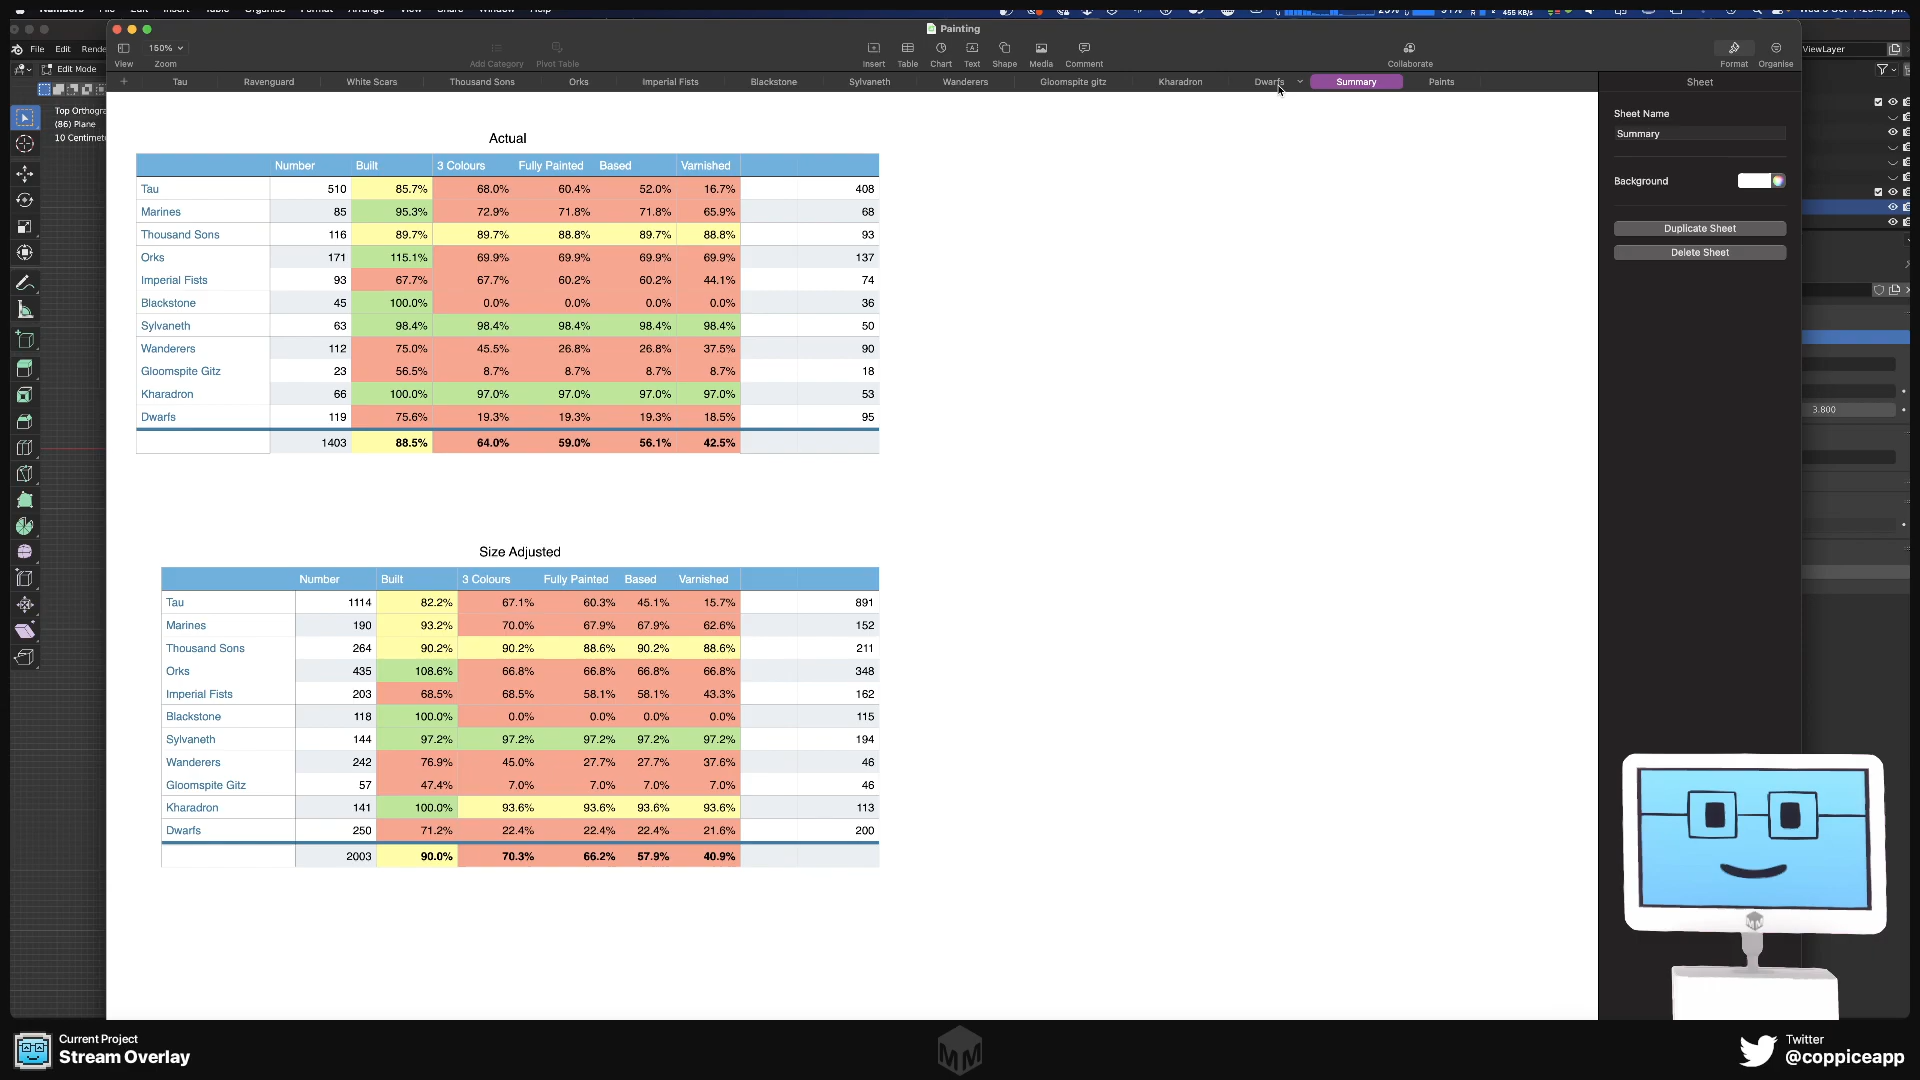 Painting
150%
View Zoom Add Category Pivot Table Insert Table Chart Text Shape Media Comment Collaborate Format Organise
Tau Ravenguard White Scars Thousand Sons Orks Imperial Fists Blackstone Sylvaneth Wanderers Gloomspite gitz Kharadron Dwarfs Summary Paints
File Edit Rende
Edit Mode
Top Orthogra
(86) Plane
10 Centimet
ViewLayer
3.800
Actual
Number Built 3 Colours Fully Painted Based Varnished
Tau 510 85.7% 68.0% 60.4% 52.0% 16.7% 408
Marines 85 95.3% 72.9% 71.8% 71.8% 65.9% 68
Thousand Sons 116 89.7% 89.7% 88.8% 89.7% 88.8% 93
Orks 171 115.1% 69.9% 69.9% 69.9% 69.9% 137
Imperial Fists 93 67.7% 67.7% 60.2% 60.2% 44.1% 74
Blackstone 45 100.0% 0.0% 0.0% 0.0% 0.0% 36
Sylvaneth 63 98.4% 98.4% 98.4% 98.4% 98.4% 50
Wanderers 112 75.0% 45.5% 26.8% 26.8% 37.5% 90
Gloomspite Gitz 23 56.5% 8.7% 8.7% 8.7% 8.7% 18
Kharadron 66 100.0% 97.0% 97.0% 97.0% 97.0% 53
Dwarfs 119 75.6% 19.3% 19.3% 19.3% 18.5% 95
1403 88.5% 64.0% 59.0% 56.1% 42.5%
Size Adjusted
Number Built 3 Colours Fully Painted Based Varnished
Tau 1114 82.2% 67.1% 60.3% 45.1% 15.7% 891
Marines 190 93.2% 70.0% 67.9% 67.9% 62.6% 152
Thousand Sons 264 90.2% 90.2% 88.6% 90.2% 88.6% 211
Orks 435 108.6% 66.8% 66.8% 66.8% 66.8% 348
Imperial Fists 203 68.5% 68.5% 58.1% 58.1% 43.3% 162
Blackstone 118 100.0% 0.0% 0.0% 0.0% 0.0% 115
Sylvaneth 144 97.2% 97.2% 97.2% 97.2% 97.2% 194
Wanderers 242 76.9% 45.0% 27.7% 27.7% 37.6% 46
Gloomspite Gitz 57 47.4% 7.0% 7.0% 7.0% 7.0% 46
Kharadron 141 100.0% 93.6% 93.6% 93.6% 93.6% 113
Dwarfs 250 71.2% 22.4% 22.4% 22.4% 21.6% 200
2003 90.0% 70.3% 66.2% 57.9% 40.9%
Sheet
Sheet Name
Summary
Background
Duplicate Sheet
Delete Sheet
Current Project
Stream Overlay
MM
Twitter
@coppiceapp